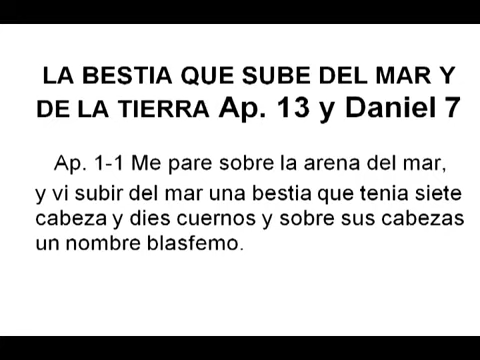 LA BESTIA QUE SUBE DEL MAR Y
DE LA TIERRA Ap. 13 y Daniel 7
Ap. 1-1 Me pare sobre la arena del mar,
y vi subir del mar una bestia que tenia siete
cabeza y dies cuernos y sobre sus cabezas
un nombre blasfemo.